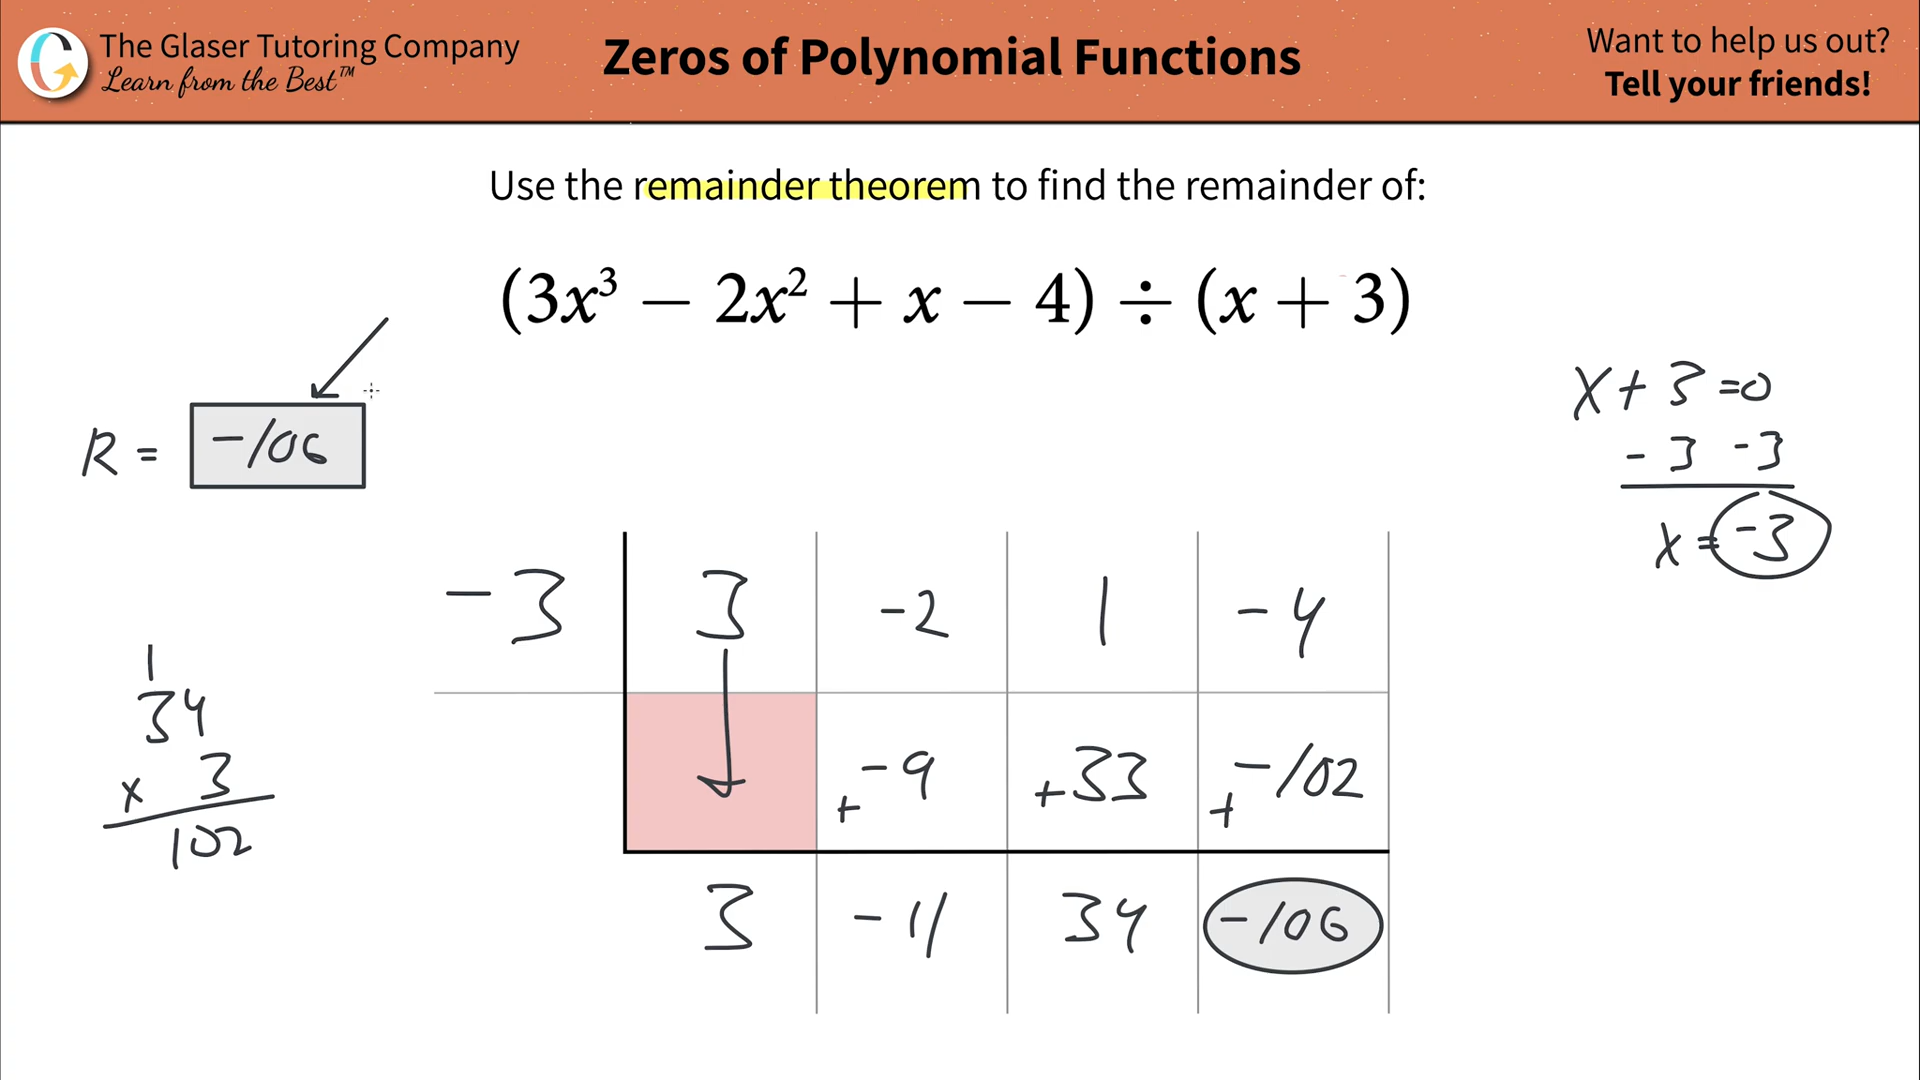 The Glaser Tutoring Company
Learn from the Best™
Zeros of Polynomial Functions
Want to help us out?
Tell your friends!
Use the remainder theorem to find the remainder of:
(3x³ − 2x² + x − 4) ÷ (x + 3)
R = -106
x + 3 = 0
- 3 -3
x = -3
-3 3 -2 1 -4
+ -9 +33 + -102
3 -11 34 -106
1
34
x 3
102